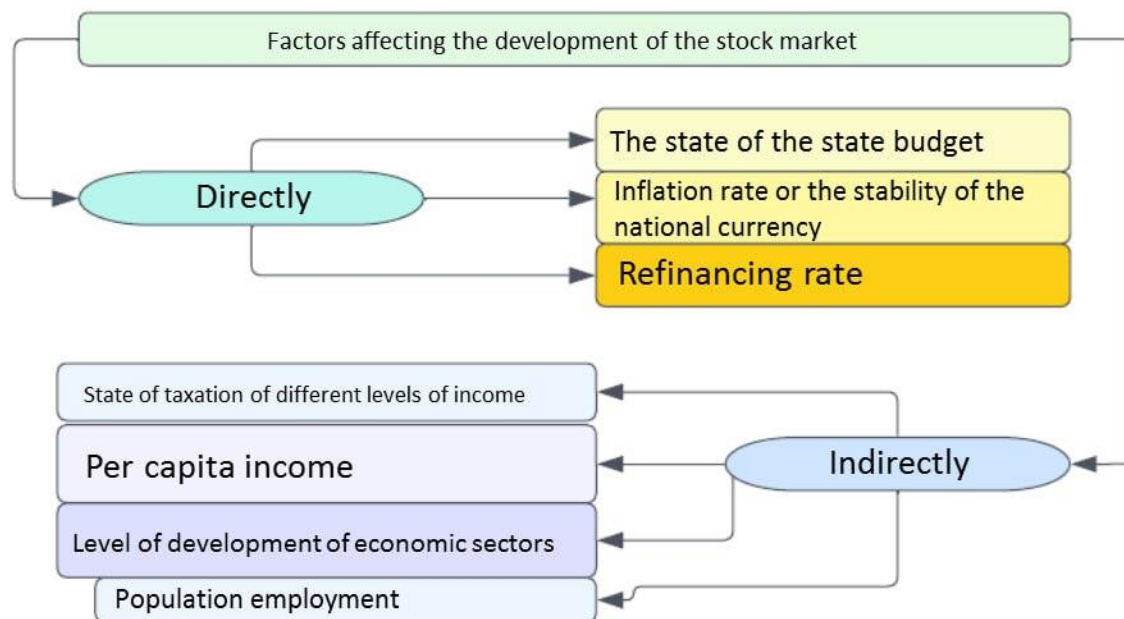 Factors affecting the development of the stock market
Directly
The state of the state budget
Inflation rate or the stability of the
national currency
Refinancing rate
Indirectly
State of taxation of different levels of income
Per capita income
Level of development of economic sectors
Population employment